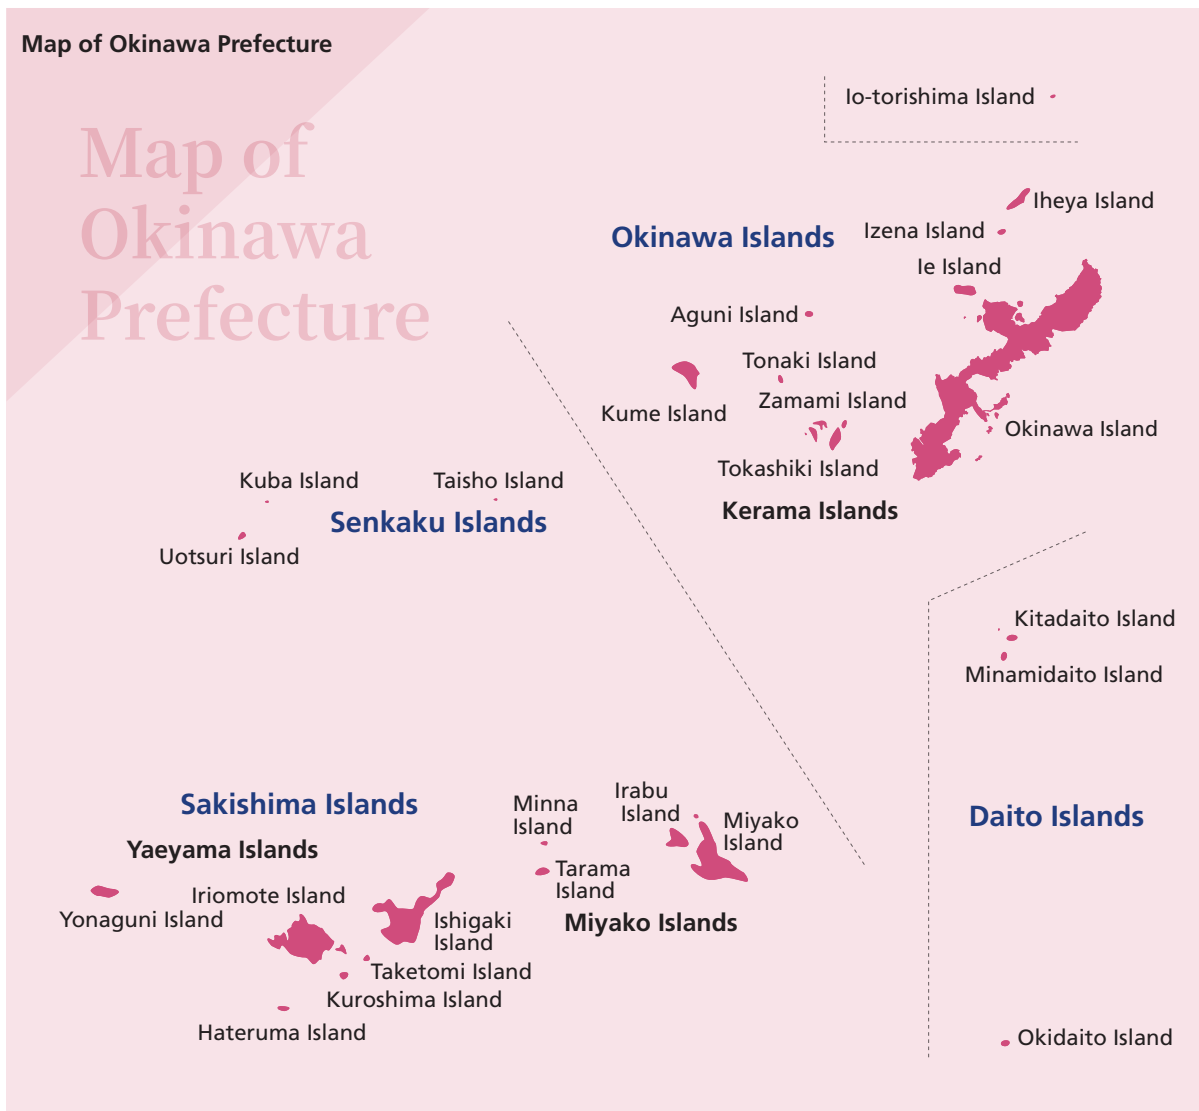 Map of Okinawa Prefecture
Map of
Okinawa
Prefecture
Io-torishima Island
Iheya Island
Izena Island
Okinawa Islands
Ie Island
Aguni Island
Tonaki Island
Kume Island
Zamami Island
Okinawa Island
Tokashiki Island
Kerama Islands
Kuba Island
Taisho Island
Senkaku Islands
Uotsuri Island
Kitadaito Island
Minamidaito Island
Daito Islands
Okidaito Island
Sakishima Islands
Minna
Island
Irabu
Island
Miyako
Island
Tarama
Island
Miyako Islands
Yaeyama Islands
Yonaguni Island
Iriomote Island
Ishigaki
Island
Taketomi Island
Kuroshima Island
Hateruma Island